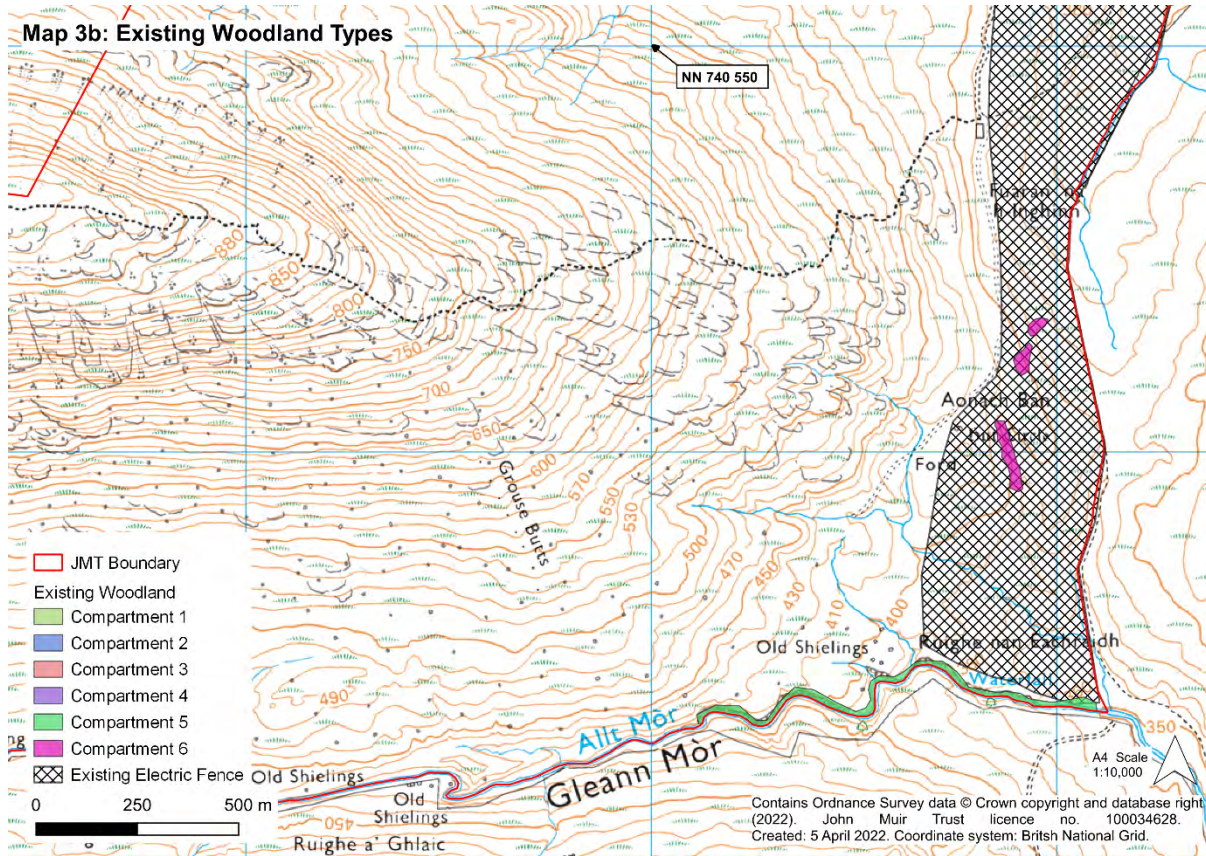 Map 3b: Existing Woodland Types
NN 740 550
880
850
800
750
700
650
600
570
550
530
500
470
450
430
410
400
Grouse Butts
Aonach Ban
Ford
Old Shielings
Ruighe nan Eachraidh
Waterfall
490
Allt Mòr
Gleann Mòr
350
JMT Boundary
Existing Woodland
Compartment 1
Compartment 2
Compartment 3
Compartment 4
Compartment 5
Compartment 6
Existing Electric Fence
0 250 500 m
ng
Old Shielings
Old
Shielings
450
Ruighe a' Ghlaic
A4 Scale
1:10,000
Contains Ordnance Survey data © Crown copyright and database right
(2022). John Muir Trust licence no. 100034628.
Created: 5 April 2022. Coordinate system: Britsh National Grid.